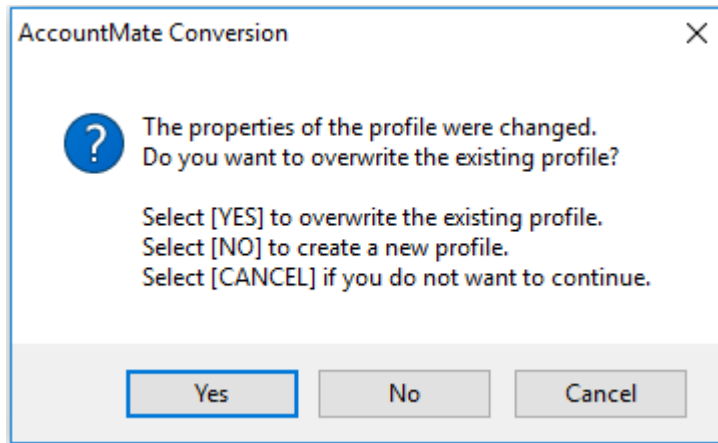 AccountMate Conversion
The properties of the profile were changed.
Do you want to overwrite the existing profile?
Select [YES] to overwrite the existing profile.
Select [NO] to create a new profile.
Select [CANCEL] if you do not want to continue.
Yes No Cancel